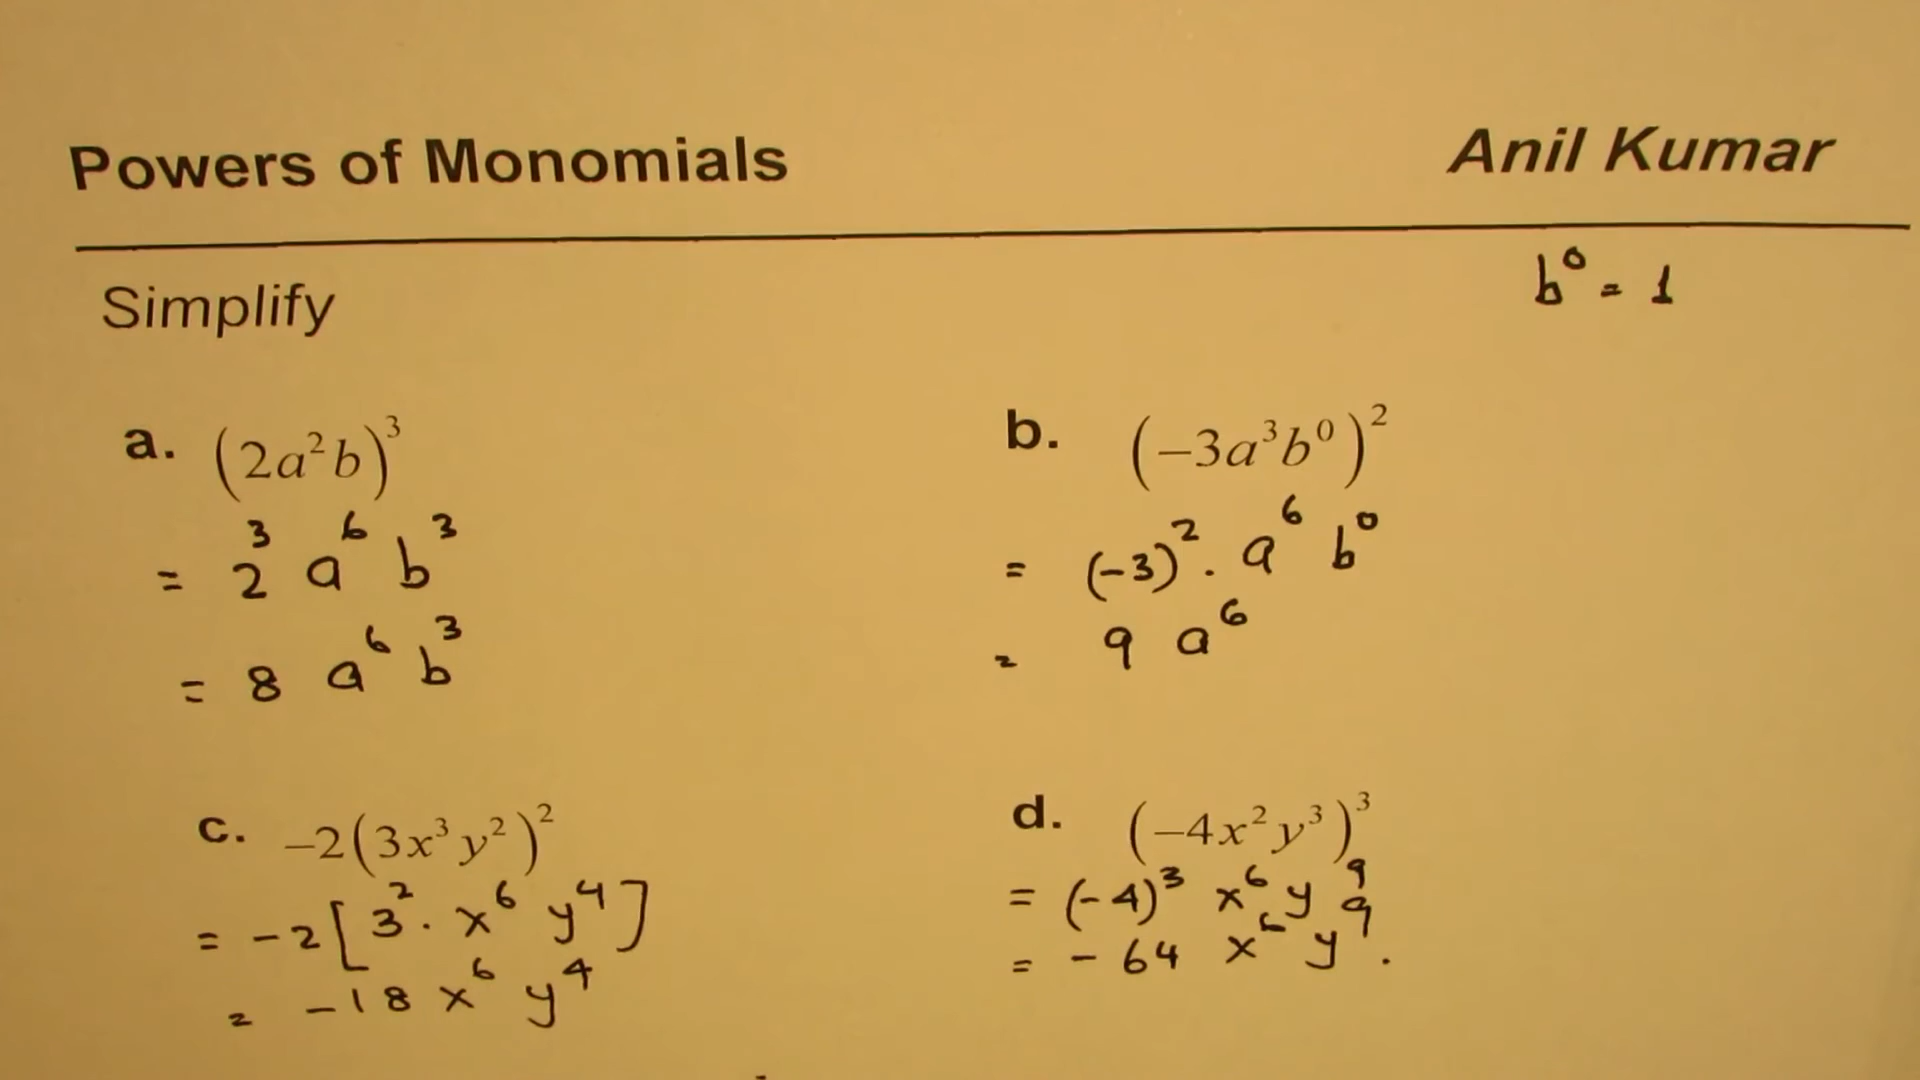 Powers of Monomials
Anil Kumar
Simplify
b⁰ = 1
a. (2a²b)³
= 2³ a⁶ b³
= 8 a⁶ b³
b. (−3a³b⁰)²
= (−3)² . a⁶ b⁰
= 9 a⁶
c. −2(3x³y²)²
= −2[3² . x⁶ y⁴]
= −18 x⁶ y⁴
d. (−4x²y³)³
= (−4)³ x⁶ y⁹
= −64 x⁶ y⁹.